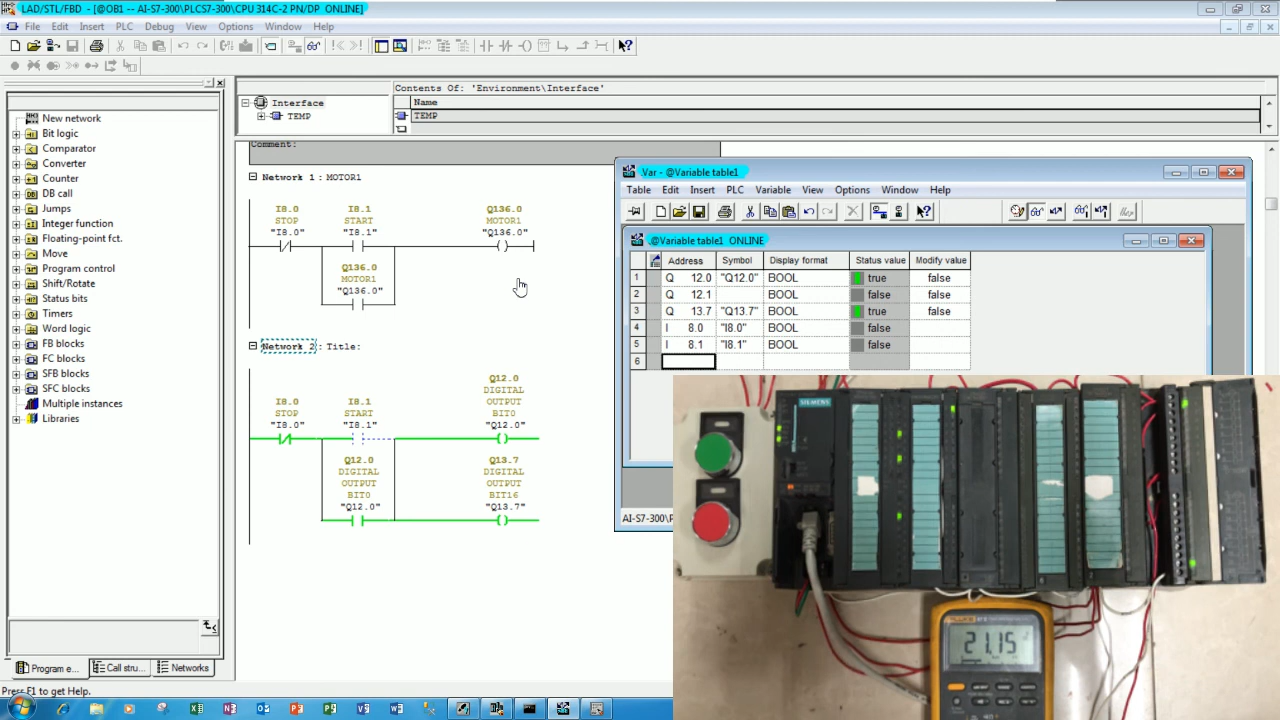 LAD/STL/FBD - [@OB1 -- AI-S7-300\PLCS7-300\CPU 314C-2 PN/DP ONLINE]
File Edit Insert PLC Debug View Options Window Help
New network
Bit logic
Comparator
Converter
Counter
DB call
Jumps
Integer function
Floating-point fct.
Move
Program control
Shift/Rotate
Status bits
Timers
Word logic
FB blocks
FC blocks
SFB blocks
SFC blocks
Multiple instances
Libraries
Program e...
Call stru...
Networks
Press F1 to get Help.
Contents Of: 'Environment\Interface'
Interface
TEMP
Name
TEMP
Comment:
Network 1 : MOTOR1
I8.0 I8.1 Q136.0
STOP START MOTOR1
"I8.0" "I8.1" "Q136.0"
Q136.0
MOTOR1
"Q136.0"
Network 2 : Title:
Q12.0
DIGITAL
I8.0 I8.1 OUTPUT
STOP START BIT0
"I8.0" "I8.1" "Q12.0"
Q12.0 Q13.7
DIGITAL DIGITAL
OUTPUT OUTPUT
BIT0 BIT16
"Q12.0" "Q13.7"
Var - @Variable table1
Table Edit Insert PLC Variable View Options Window Help
@Variable table1 ONLINE
Address Symbol Display format Status value Modify value
1 Q 12.0 "Q12.0" BOOL true false
2 Q 12.1 BOOL false false
3 Q 13.7 "Q13.7" BOOL true false
4 I 8.0 "I8.0" BOOL false
5 I 8.1 "I8.1" BOOL false
6
AI-S7-300\P
SIEMENS
FLUKE
21.15